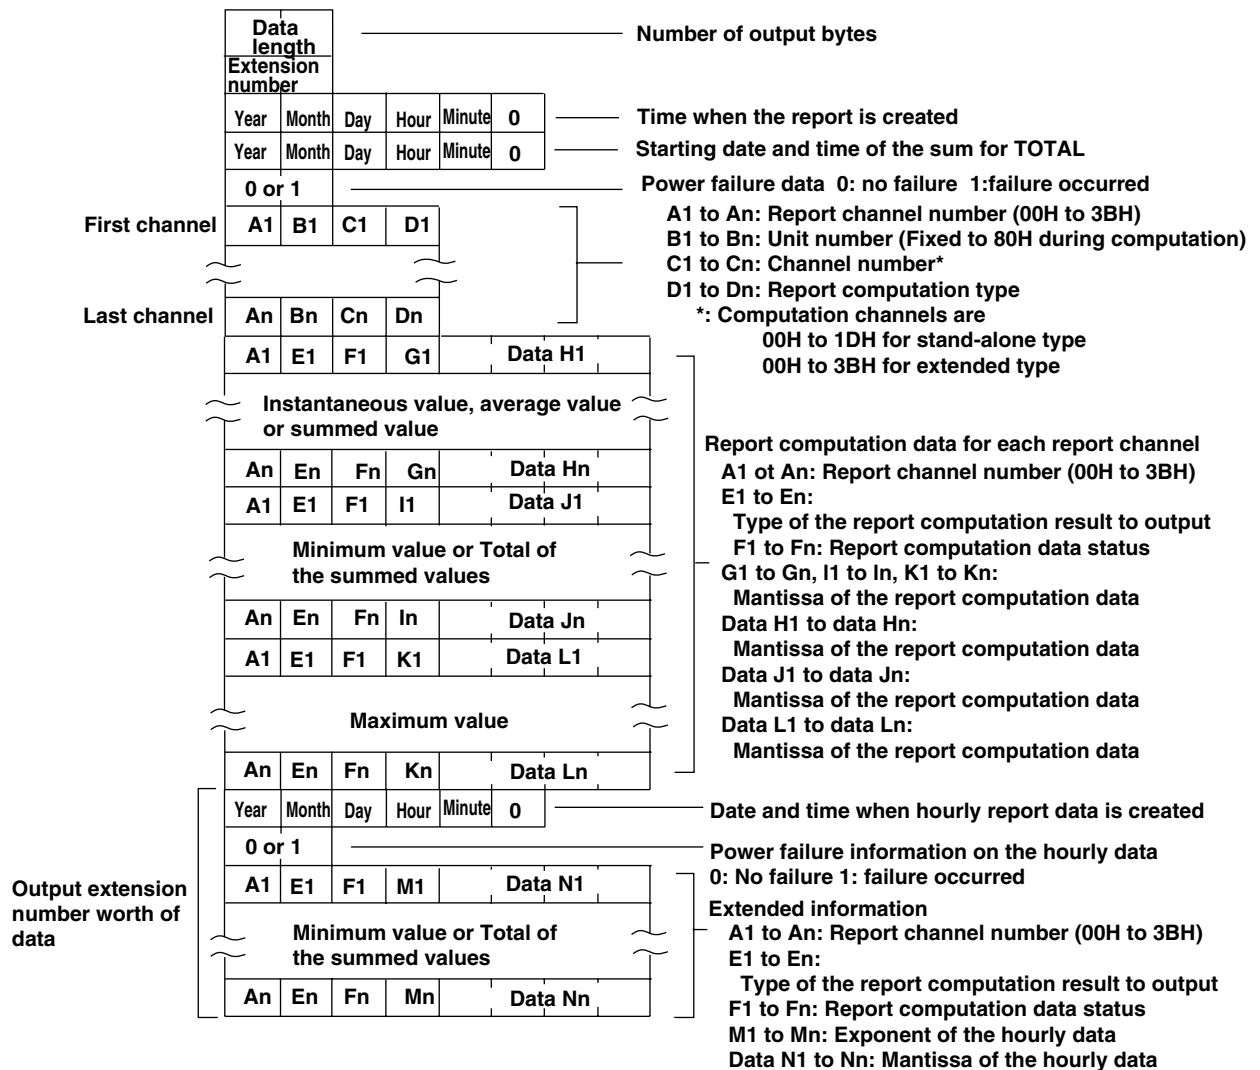 Data length
Number of output bytes
Extension number
Year Month Day Hour Minute 0
Time when the report is created
Year Month Day Hour Minute 0
Starting date and time of the sum for TOTAL
0 or 1
Power failure data 0: no failure 1:failure occurred
First channel
A1 B1 C1 D1
A1 to An: Report channel number (00H to 3BH)
B1 to Bn: Unit number (Fixed to 80H during computation)
C1 to Cn: Channel number*
D1 to Dn: Report computation type
*: Computation channels are
00H to 1DH for stand-alone type
00H to 3BH for extended type
Last channel
An Bn Cn Dn
A1 E1 F1 G1 Data H1
Instantaneous value, average value
or summed value
An En Fn Gn Data Hn
A1 E1 F1 I1 Data J1
Minimum value or Total of
the summed values
An En Fn In Data Jn
A1 E1 F1 K1 Data L1
Maximum value
An En Fn Kn Data Ln
Report computation data for each report channel
A1 ot An: Report channel number (00H to 3BH)
E1 to En:
Type of the report computation result to output
F1 to Fn: Report computation data status
G1 to Gn, I1 to In, K1 to Kn:
Mantissa of the report computation data
Data H1 to data Hn:
Mantissa of the report computation data
Data J1 to data Jn:
Mantissa of the report computation data
Data L1 to data Ln:
Mantissa of the report computation data
Year Month Day Hour Minute 0
Date and time when hourly report data is created
0 or 1
Power failure information on the hourly data
0: No failure 1: failure occurred
Output extension
number worth of
data
A1 E1 F1 M1 Data N1
Minimum value or Total of
the summed values
An En Fn Mn Data Nn
Extended information
A1 to An: Report channel number (00H to 3BH)
E1 to En:
Type of the report computation result to output
F1 to Fn: Report computation data status
M1 to Mn: Exponent of the hourly data
Data N1 to Nn: Mantissa of the hourly data